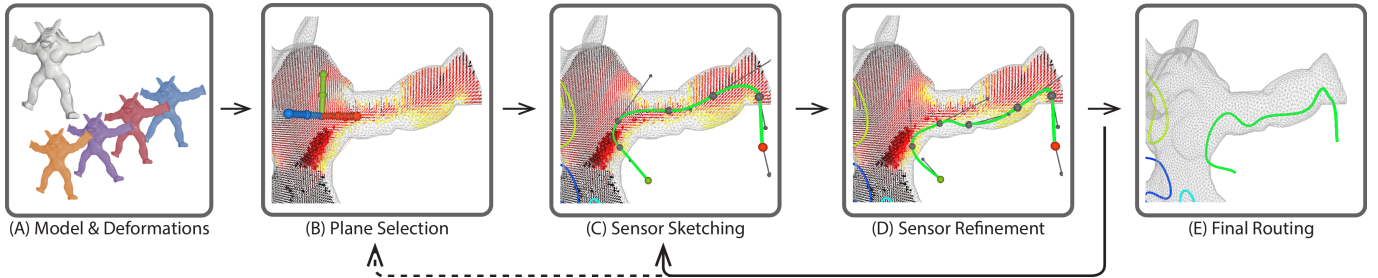 (A) Model & Deformations
(B) Plane Selection
(C) Sensor Sketching
(D) Sensor Refinement
(E) Final Routing